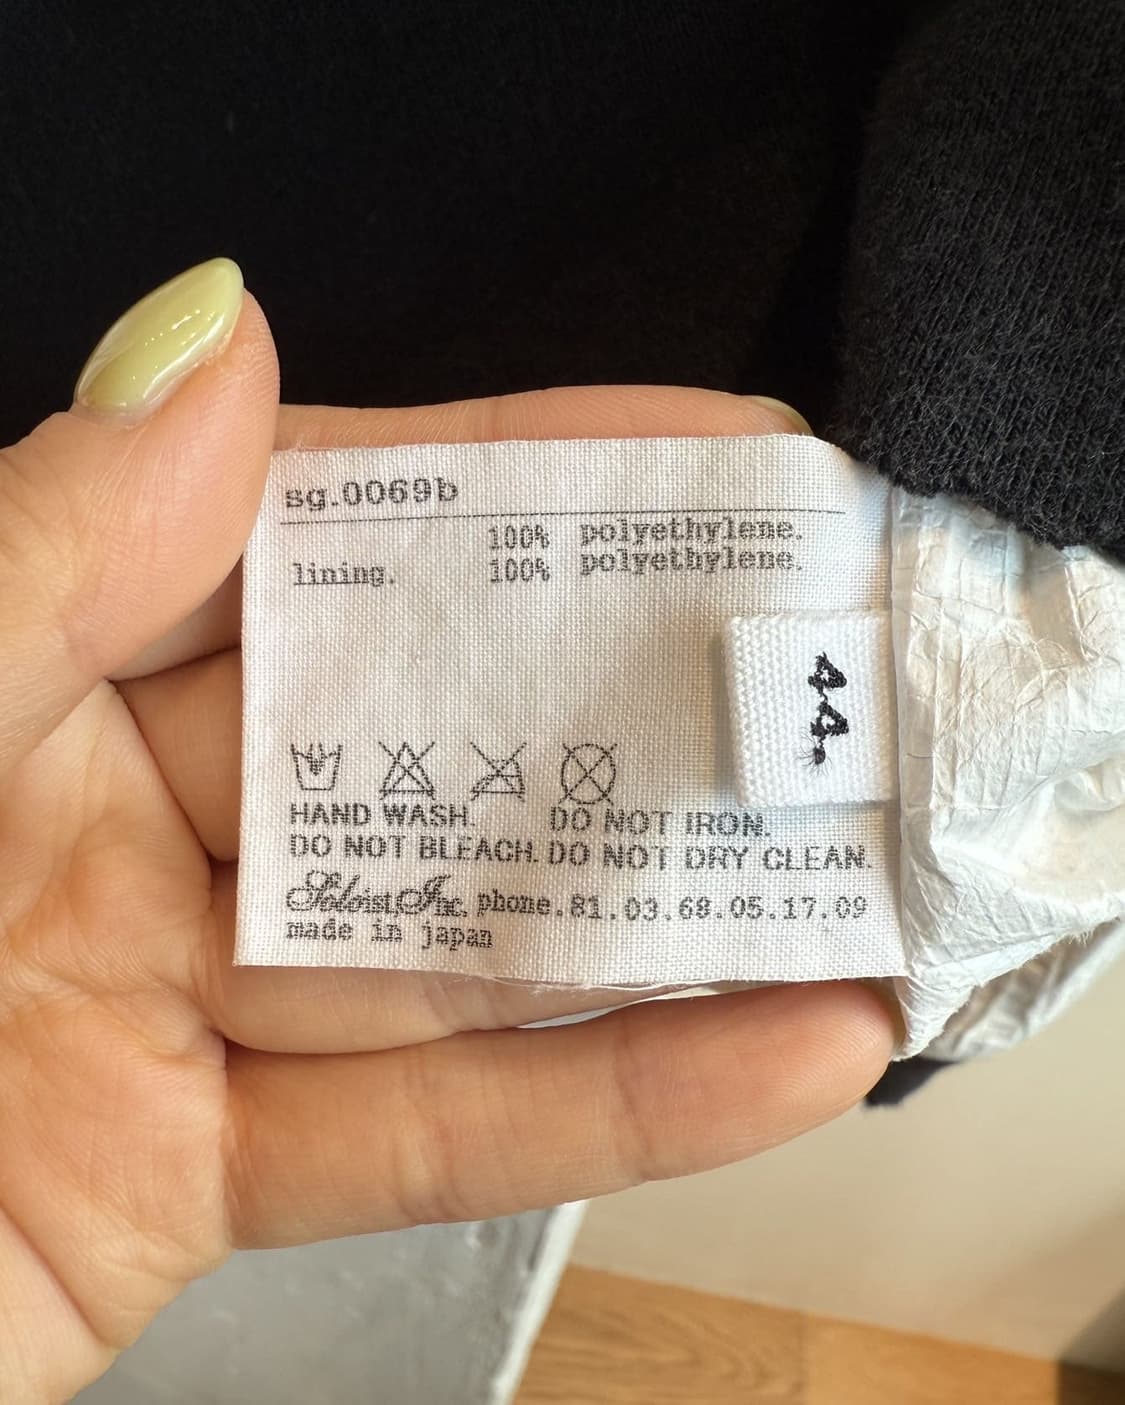 sg.0069b
100% polyethylene.
lining. 100% polyethylene.
44.
HAND WASH. DO NOT IRON.
DO NOT BLEACH. DO NOT DRY CLEAN.
Soloist,Inc. phone.81.03.68.05.17.09
made in japan